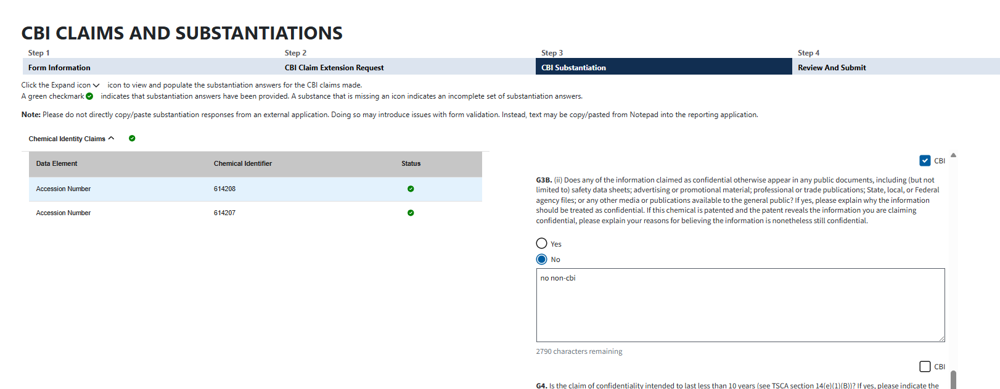 CBI CLAIMS AND SUBSTANTIATIONS
Step 1 Step 2 Step 3 Step 4
Form Information CBI Claim Extension Request CBI Substantiation Review And Submit
Click the Expand icon icon to view and populate the substantiation answers for the CBI claims made.
A green checkmark indicates that substantiation answers have been provided. A substance that is missing an icon indicates an incomplete set of substantiation answers.
Note: Please do not directly copy/paste substantiation responses from an external application. Doing so may introduce issues with form validation. Instead, text may be copy/pasted from Notepad into the reporting application.
Chemical Identity Claims
Data Element Chemical Identifier Status
Accession Number 614208
Accession Number 614207
CBI
G3B. (ii) Does any of the information claimed as confidential otherwise appear in any public documents, including (but not
limited to) safety data sheets; advertising or promotional material; professional or trade publications; State, local, or Federal
agency files; or any other media or publications available to the general public? If yes, please explain why the information
should be treated as confidential. If this chemical is patented and the patent reveals the information you are claiming
confidential, please explain your reasons for believing the information is nonetheless still confidential.
Yes
No
no non-cbi
2790 characters remaining
CBI
G4. Is the claim of confidentiality intended to last less than 10 years (see TSCA section 14(e)(1)(B))? If yes, please indicate the